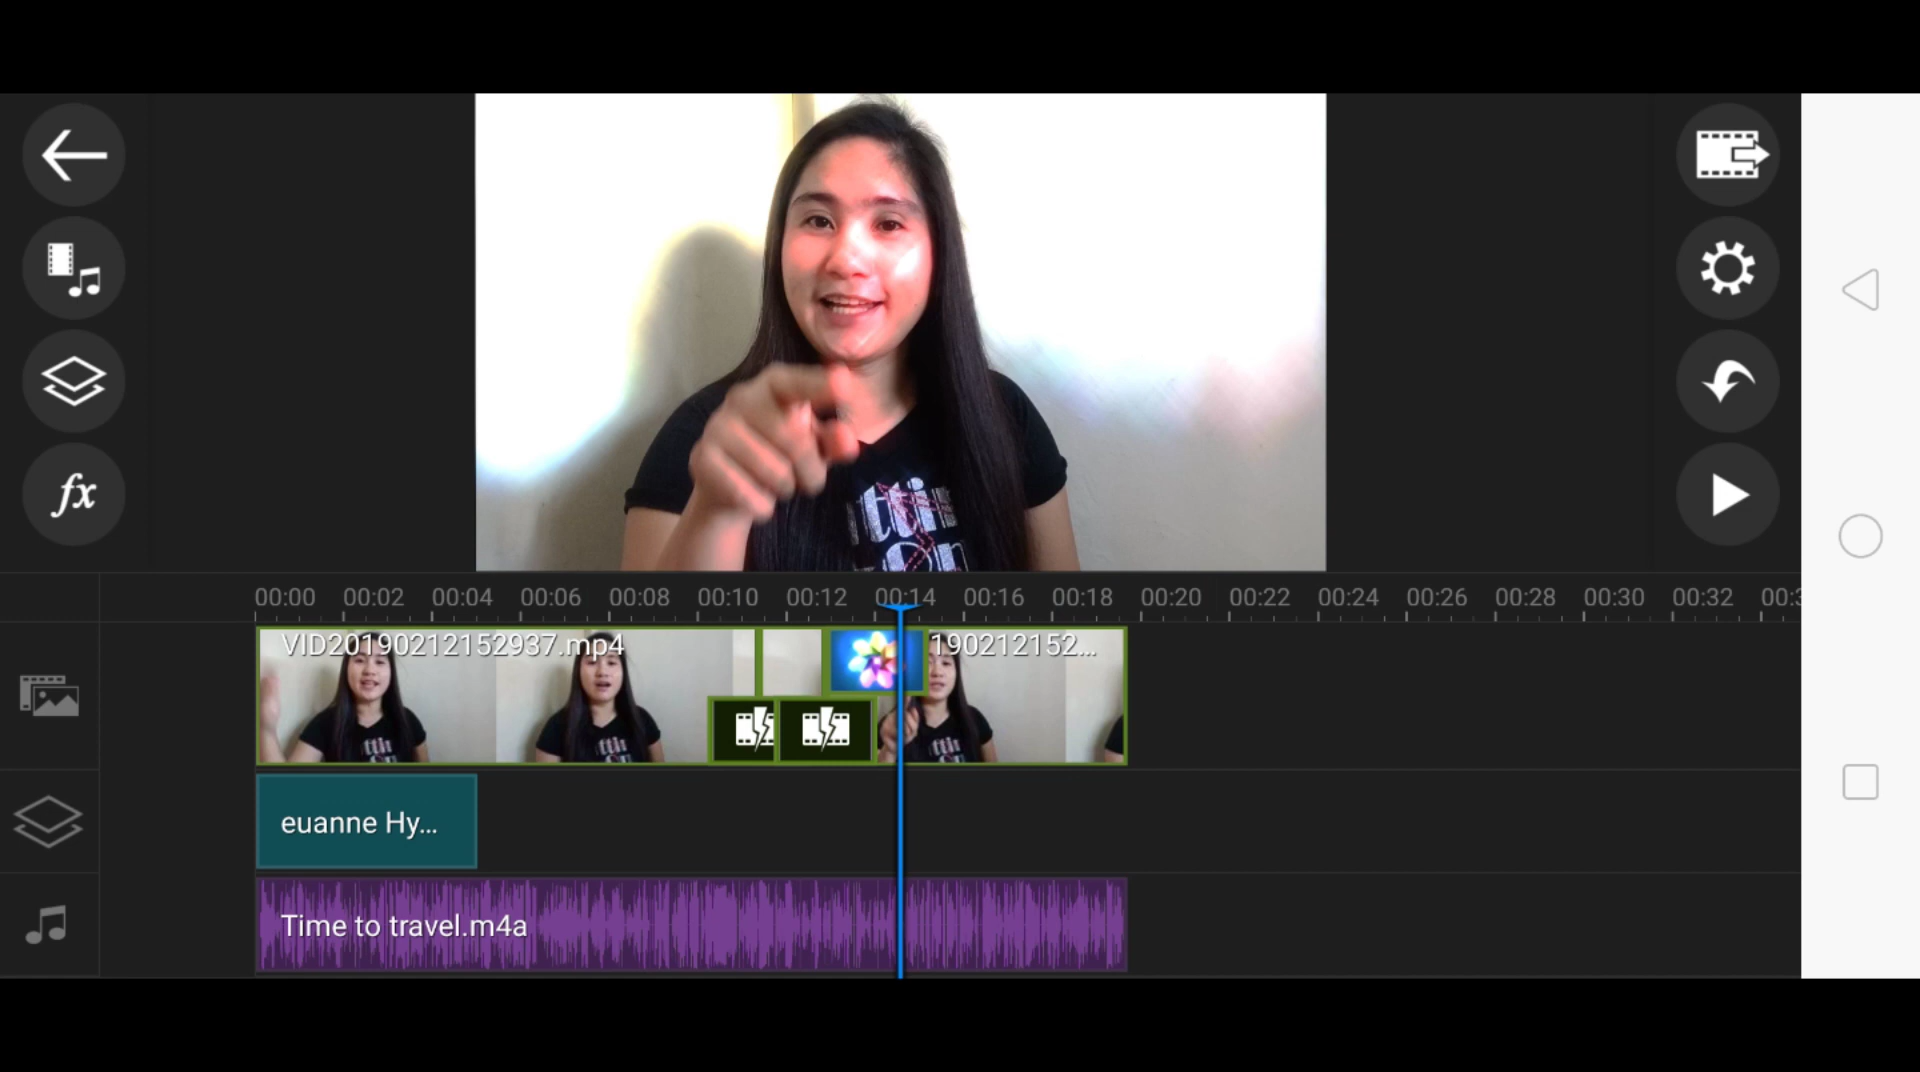 fx
00:00 00:02 00:04 00:06 00:08 00:10 00:12 00:14 00:16 00:18 00:20 00:22 00:24 00:26 00:28 00:30 00:32
VID20190212152937.mp4
190212152...
euanne Hy...
Time to travel.m4a